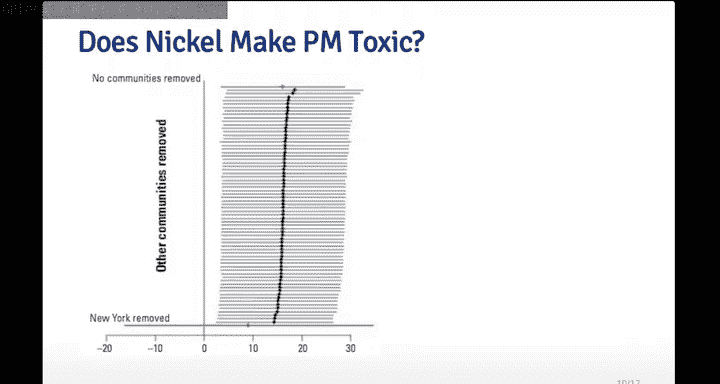 Does Nickel Make PM Toxic?
No communities removed
Other communities removed
New York removed
-20
-10
0
10
20
30